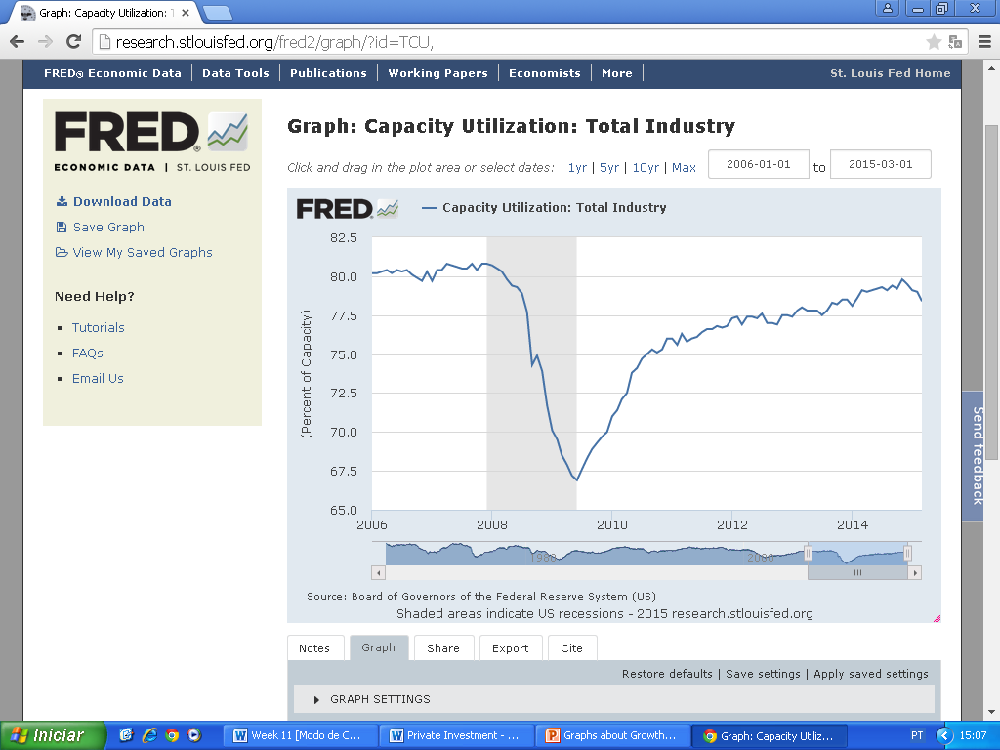 Graph: Capacity Utilization: T
research.stlouisfed.org/fred2/graph/?id=TCU,
FRED® Economic Data | Data Tools | Publications | Working Papers | Economists | More |
St. Louis Fed Home
FRED®
ECONOMIC DATA | ST. LOUIS FED
Download Data
Save Graph
View My Saved Graphs
Need Help?
Tutorials
FAQs
Email Us
Graph: Capacity Utilization: Total Industry
Click and drag in the plot area or select dates: 1yr | 5yr | 10yr | Max 2006-01-01 to 2015-03-01
FRED Capacity Utilization: Total Industry
(Percent of Capacity)
82.5
80.0
77.5
75.0
72.5
70.0
67.5
65.0
2006 2008 2010 2012 2014
1980 2000
Source: Board of Governors of the Federal Reserve System (US)
Shaded areas indicate US recessions - 2015 research.stlouisfed.org
Notes Graph Share Export Cite
Restore defaults | Save settings | Apply saved settings
GRAPH SETTINGS
Send feedback
Iniciar Week 11 [Modo de C... Private Investment - ... Graphs about Growth... Graph: Capacity Utiliz... PT 15:07